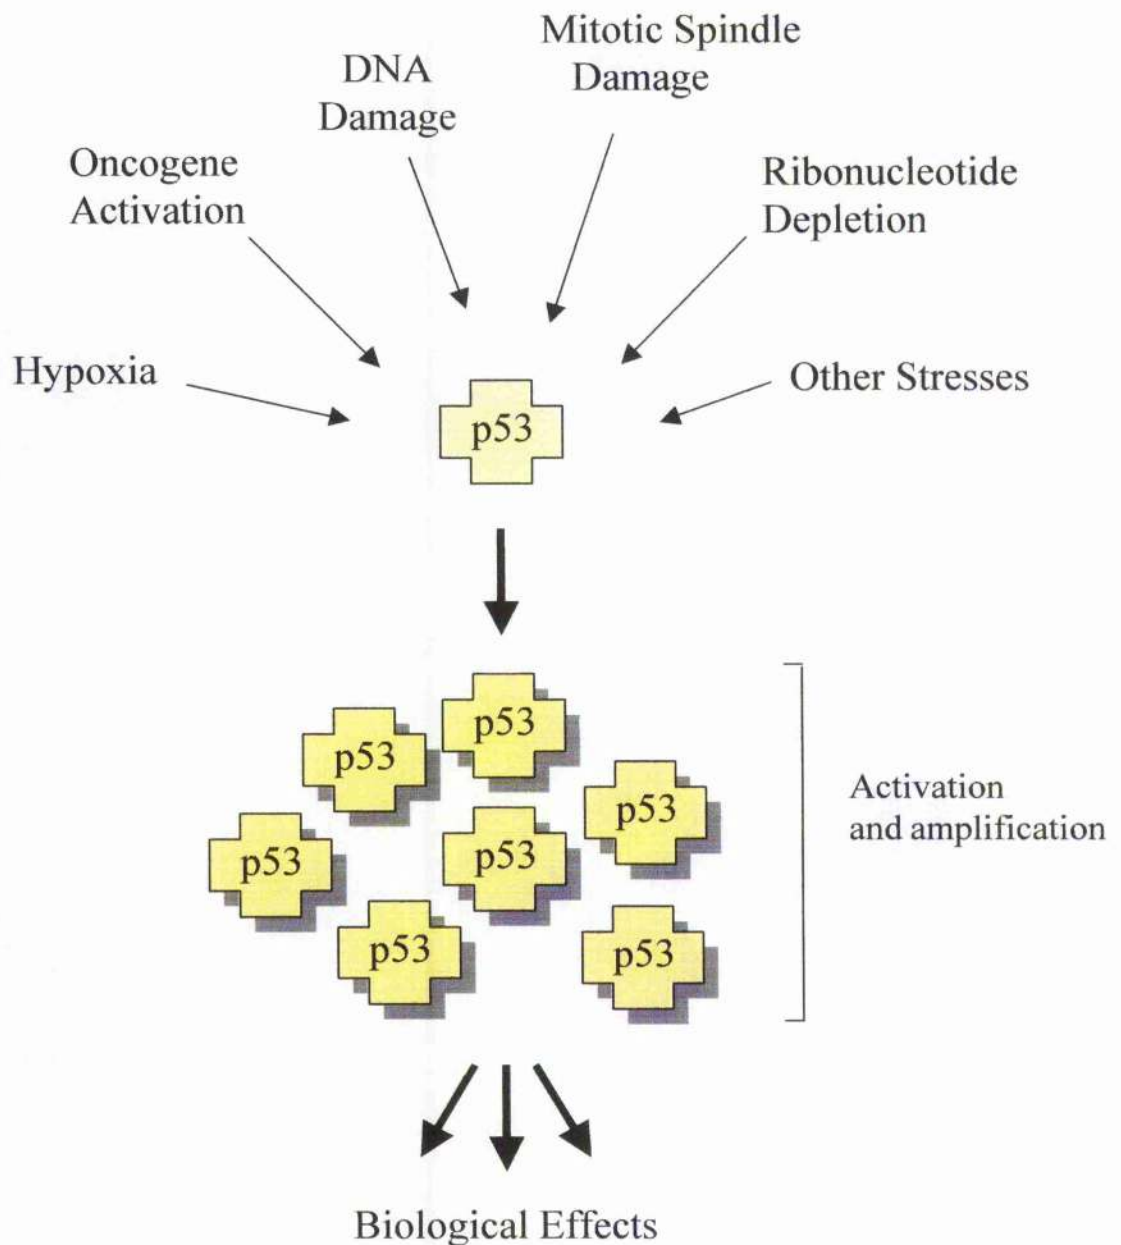 Mitotic Spindle
Damage
DNA
Damage
Oncogene
Activation
Ribonucleotide
Depletion
Hypoxia
Other Stresses
p53
p53
p53
p53
p53
p53
p53
p53
Activation
and amplification
Biological Effects